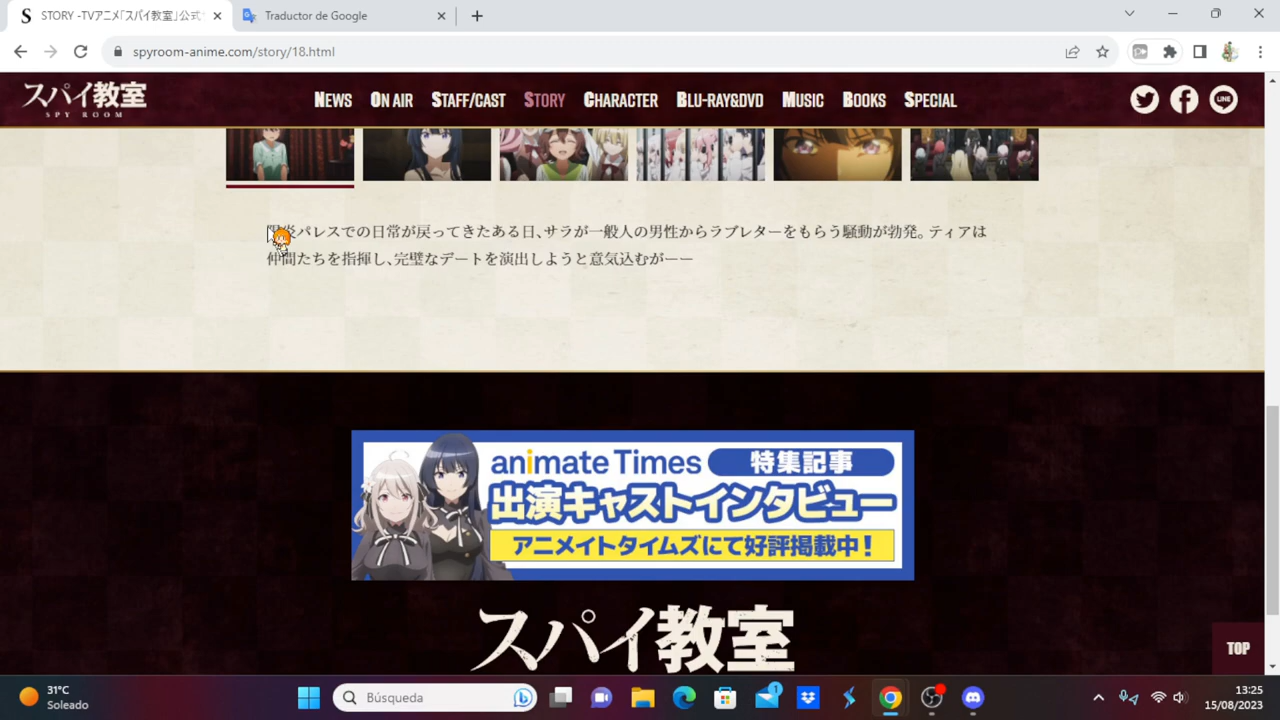 STORY -TVアニメ「スパイ教室」公式
Traductor de Google
spyroom-anime.com/story/18.html
スパイ教室
SPY ROOM
NEWS ON AIR STAFF/CAST STORY CHARACTER BLU-RAY&DVD MUSIC BOOKS SPECIAL
LINE
炎パレスでの日常が戻ってきたある日、サラが一般人の男性からラブレターをもらう騒動が勃発。ティアは
仲間たちを指揮し、完璧なデートを演出しようと意気込むがーー
animate Times 特集記事
出演キャストインタビュー
アニメイトタイムズにて好評掲載中!
スパイ教室
TOP
31°C
Soleado
Búsqueda
1
13:25
15/08/2023